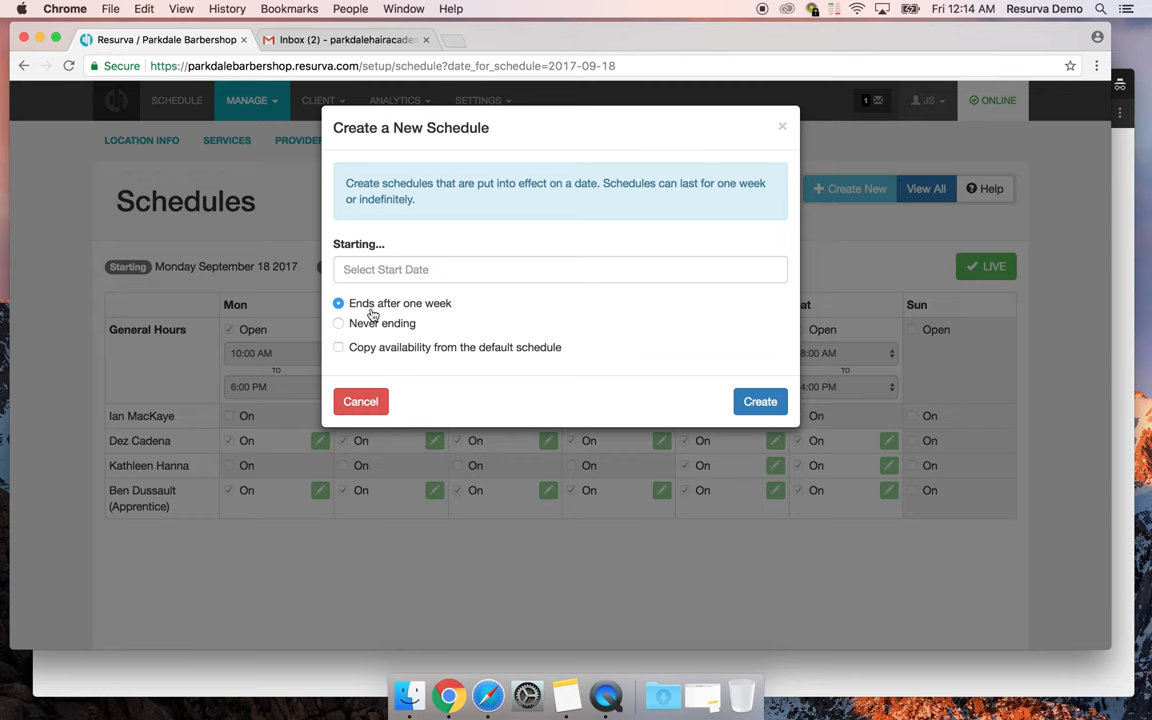 Chrome File Edit View History Bookmarks People Window Help Fri 12:14 AM Resurva Demo
Resurva / Parkdale Barbershop × Inbox (2) - parkdalehairacaden ×
Secure https://parkdalebarbershop.resurva.com/setup/schedule?date_for_schedule=2017-09-18
SCHEDULE MANAGE CLIENT ANALYTICS SETTINGS 1 JS ONLINE
Create a New Schedule ×
LOCATION INFO SERVICES PROVIDER
Create schedules that are put into effect on a date. Schedules can last for one week
or indefinitely.
Schedules + Create New View All Help
Starting...
Select Start Date
Starting Monday September 18 2017 LIVE
Ends after one week
Never ending
Copy availability from the default schedule
Cancel Create
Mon at Sun
General Hours Open Open Open
10:00 AM 8:00 AM
TO TO
6:00 PM 4:00 PM
Ian MacKaye On On On
Dez Cadena On On On On On On On
Kathleen Hanna On On On On On On On
Ben Dussault On On On On On On On
(Apprentice)